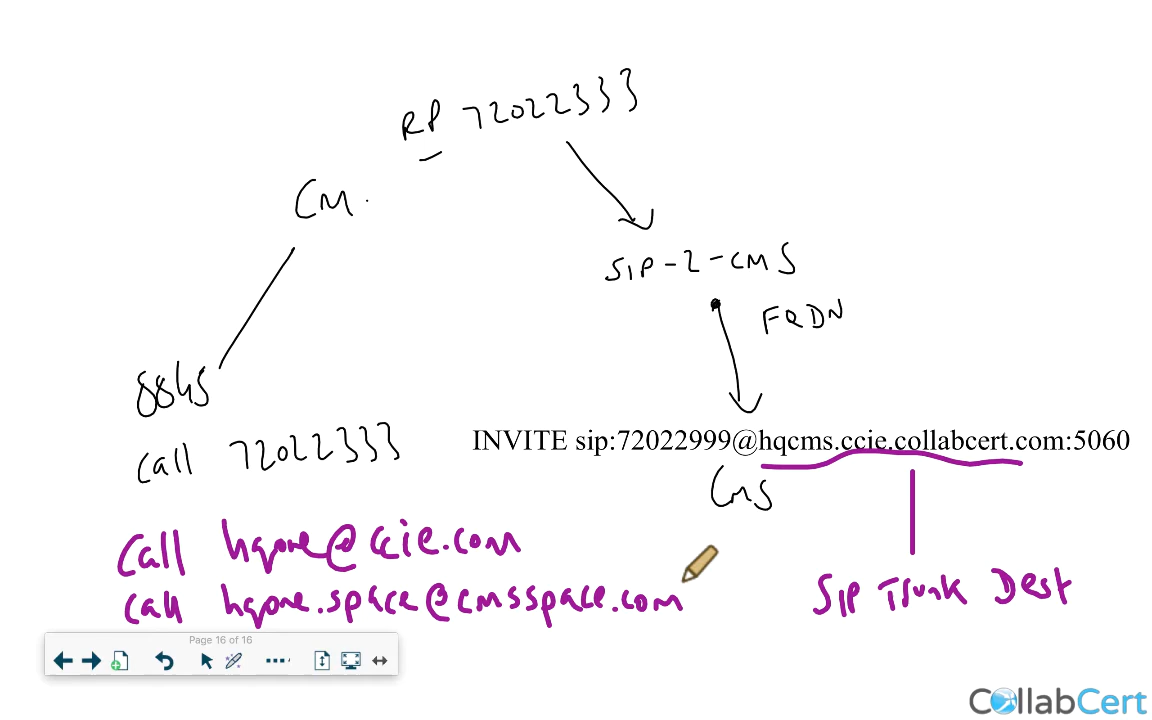 RP 72022333
CM.
SIP-2-CMS
FQDN
8845
call 72022333
INVITE sip:72022999@hqcms.ccie.collabcert.com:5060
CMS
Call hqone@ccie.com
call hqone.space@cmsspace.com
SIP Trunk Dest
Page 16 of 16
CollabCert